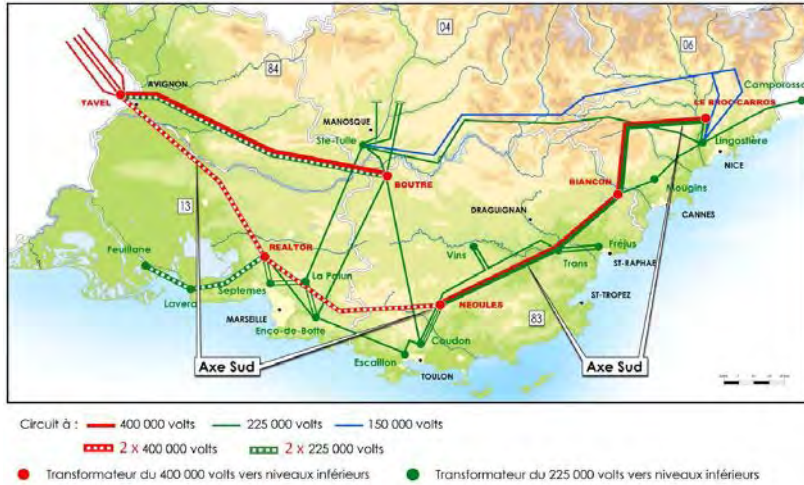 04
06
84
Camporosso
AVIGNON
TAVEL
LE BROC-CARROS
MANOSQUE
Ste-Tulle
Lingostière
BOUTRE
NICE
BIANCON
Mougins
13
DRAGUIGNAN
CANNES
REALTOR
Vins
Fréjus
Feuillane
Trans
ST-RAPHAE
La Palun
Septemes
Lavera
NEOULES
ST-TROPEZ
MARSEILLE
Enco-de-Botte
83
Coudon
Axe Sud
Escaillon
Axe Sud
TOULON
Circuit à : 400 000 volts 225 000 volts 150 000 volts
2 x 400 000 volts 2 x 225 000 volts
Transformateur du 400 000 volts vers niveaux inférieurs Transformateur du 225 000 volts vers niveaux inférieurs